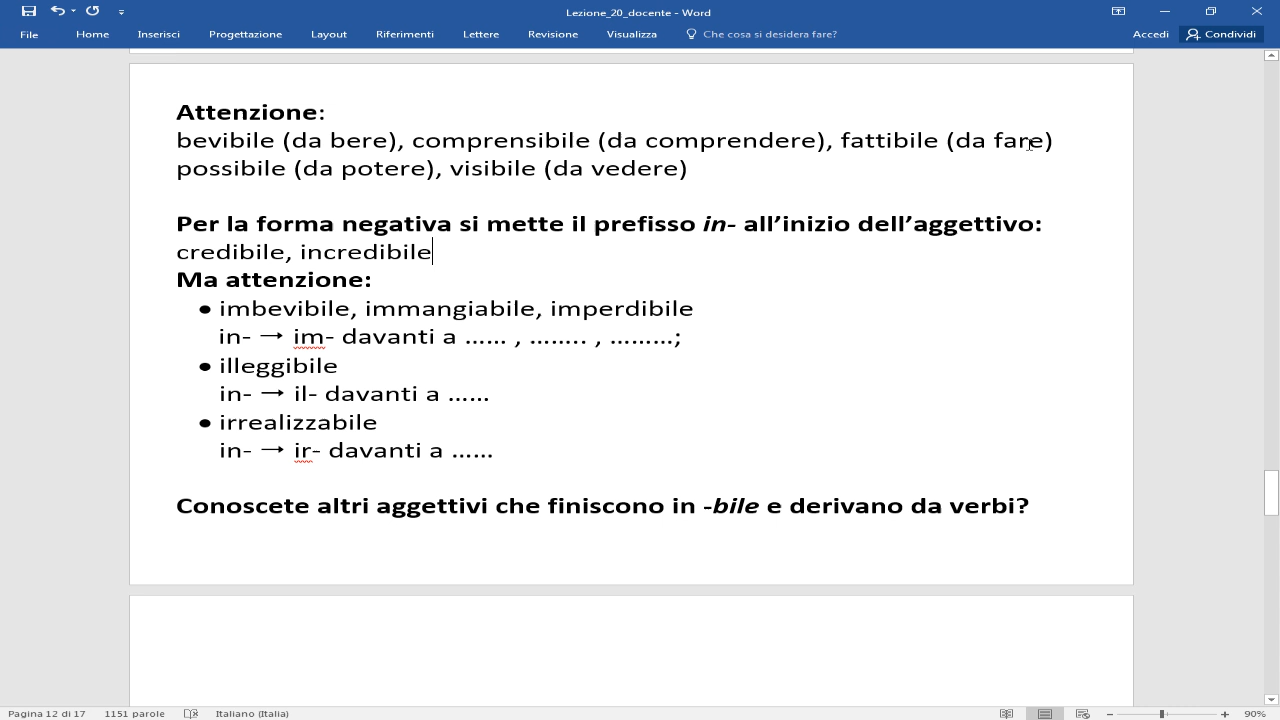 Lezione_20_docente - Word
File Home Inserisci Progettazione Layout Riferimenti Lettere Revisione Visualizza Che cosa si desidera fare? Accedi Condividi
Attenzione:
bevibile (da bere), comprensibile (da comprendere), fattibile (da fare)
possibile (da potere), visibile (da vedere)
Per la forma negativa si mette il prefisso in- all’inizio dell’aggettivo:
credibile, incredibile
Ma attenzione:
● imbevibile, immangiabile, imperdibile
in- → im- davanti a …... , …..... , ….…..;
● illeggibile
in- → il- davanti a …...
● irrealizzabile
in- → ir- davanti a …...
Conoscete altri aggettivi che finiscono in -bile e derivano da verbi?
Pagina 12 di 17 1151 parole Italiano (Italia) 90%